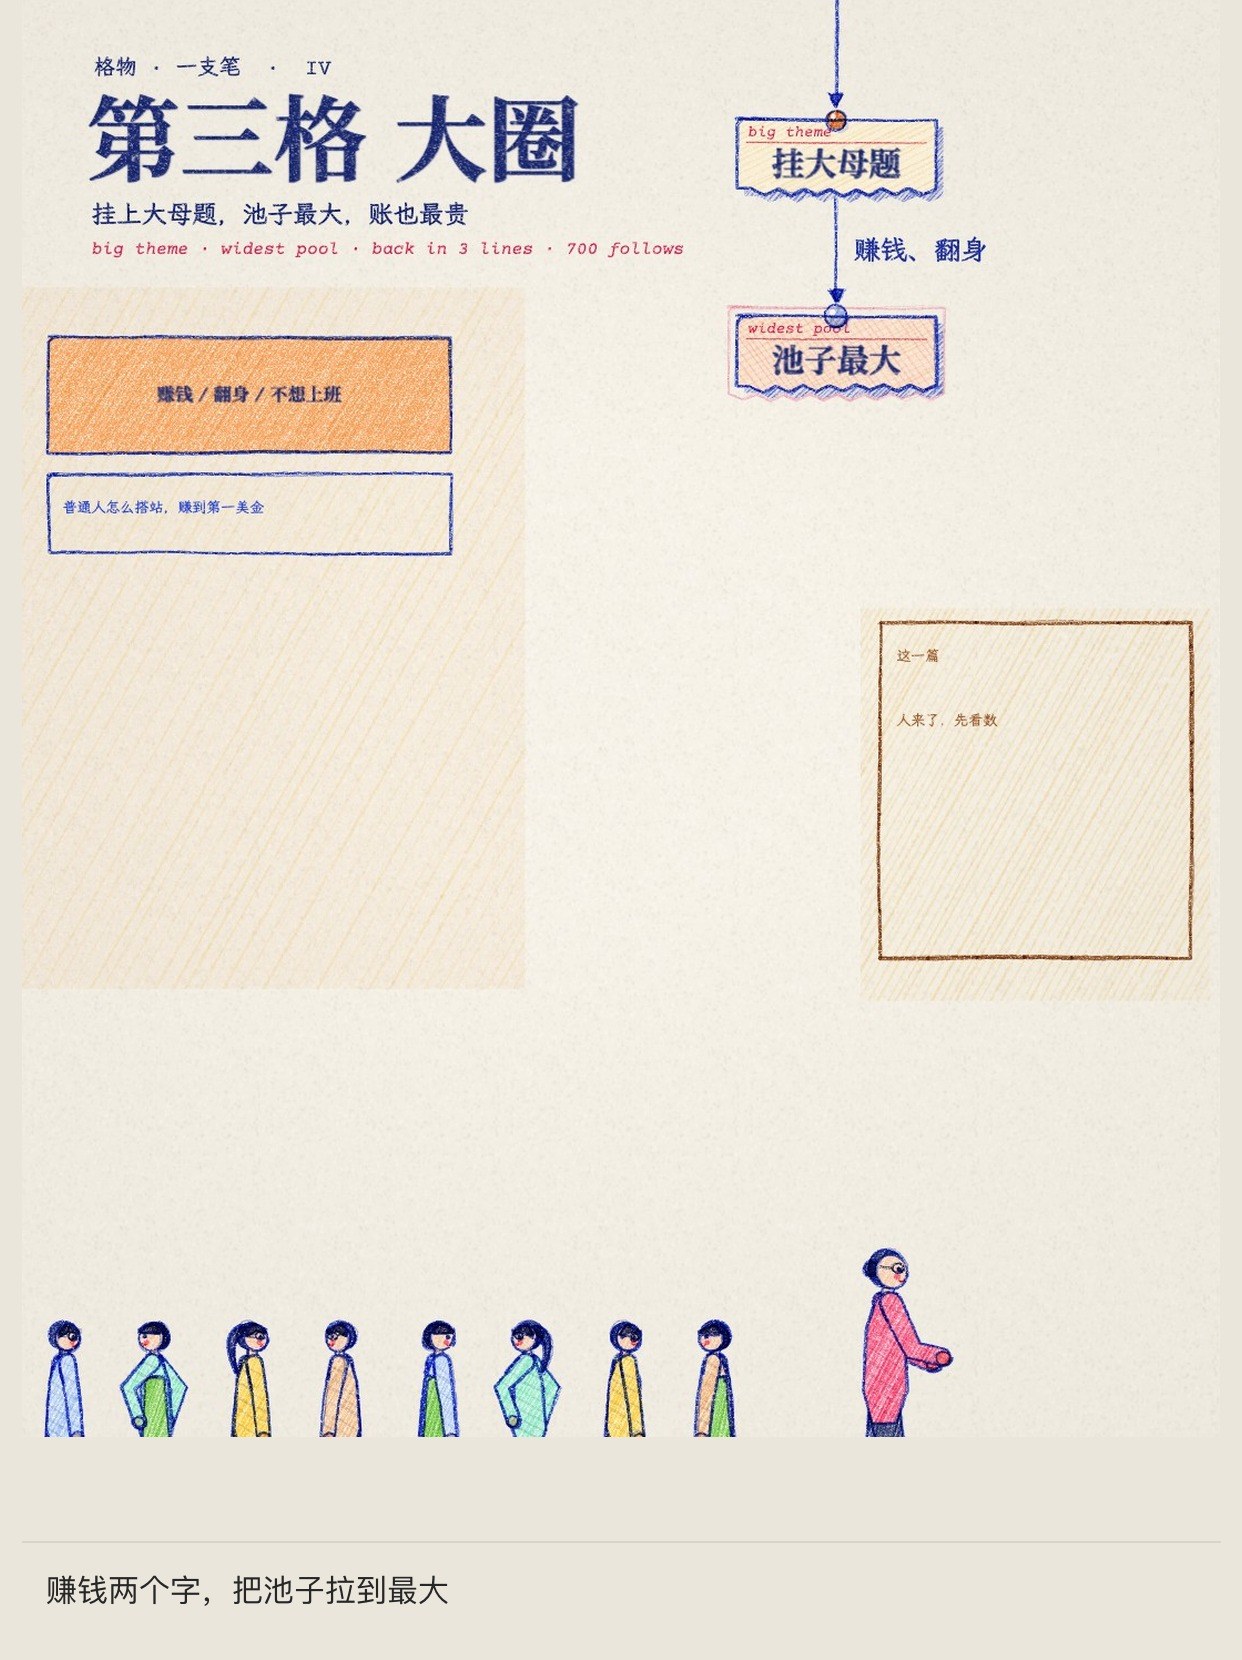 格物 · 一支笔 · IV
第三格 大圈
挂上大母题，池子最大，账也最贵
big theme · widest pool · back in 3 lines · 700 follows
big theme
挂大母题
赚钱、翻身
widest pool
池子最大
赚钱 / 翻身 / 不想上班
普通人怎么搭站，赚到第一美金
这一篇
人来了，先看数
赚钱两个字，把池子拉到最大